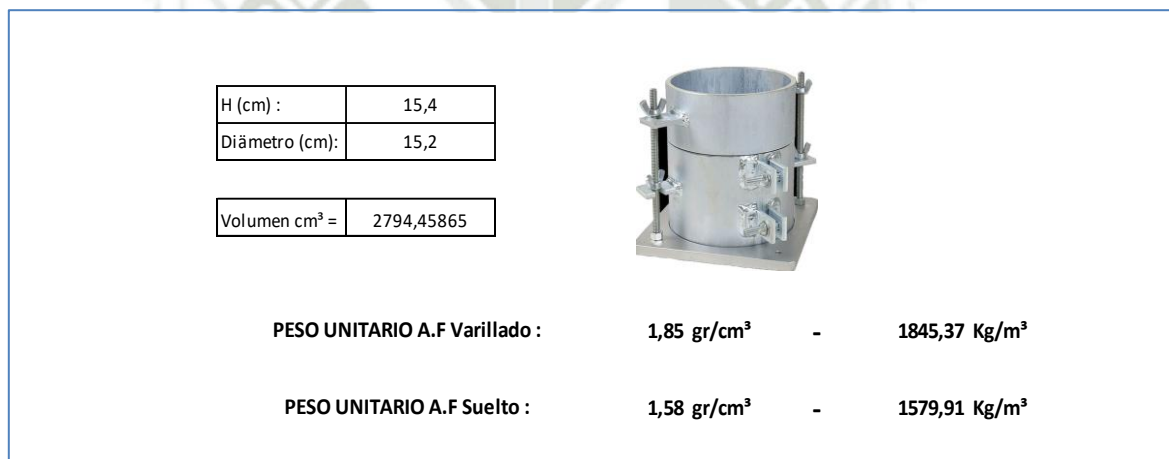 H (cm) : 15,4
Diämetro (cm): 15,2
Volumen cm³ = 2794,45865
PESO UNITARIO A.F Varillado : 1,85 gr/cm³ - 1845,37 Kg/m³
PESO UNITARIO A.F Suelto : 1,58 gr/cm³ - 1579,91 Kg/m³